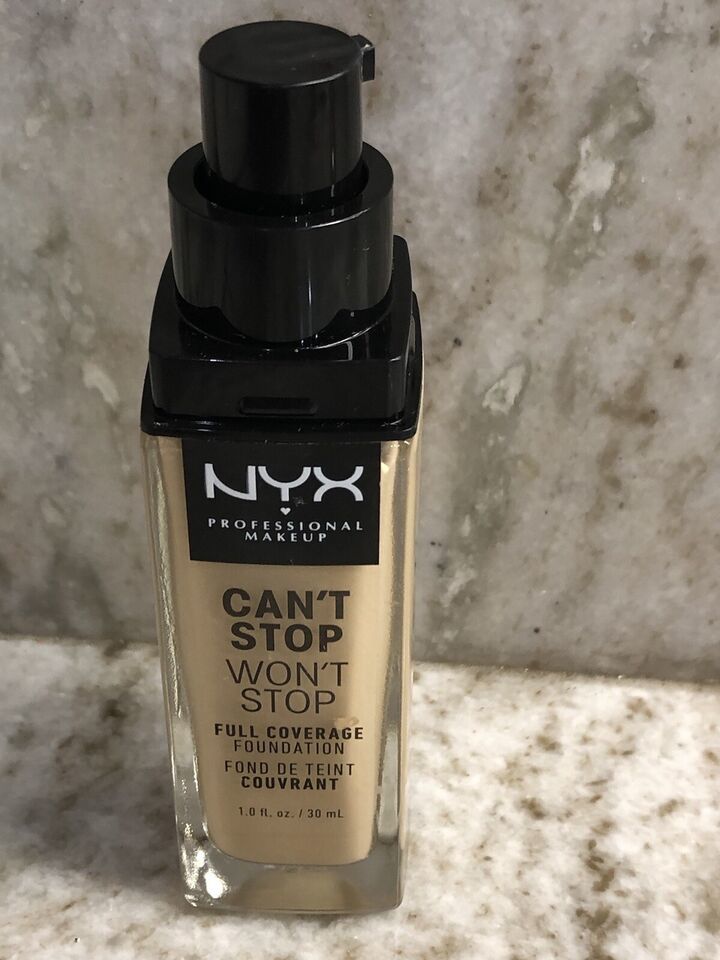 NYX
PROFESSIONAL
MAKEUP
CAN'T
STOP
WON'T
STOP
FULL COVERAGE
FOUNDATION
FOND DE TEINT
COUVRANT
1.0 fl. oz. / 30 mL